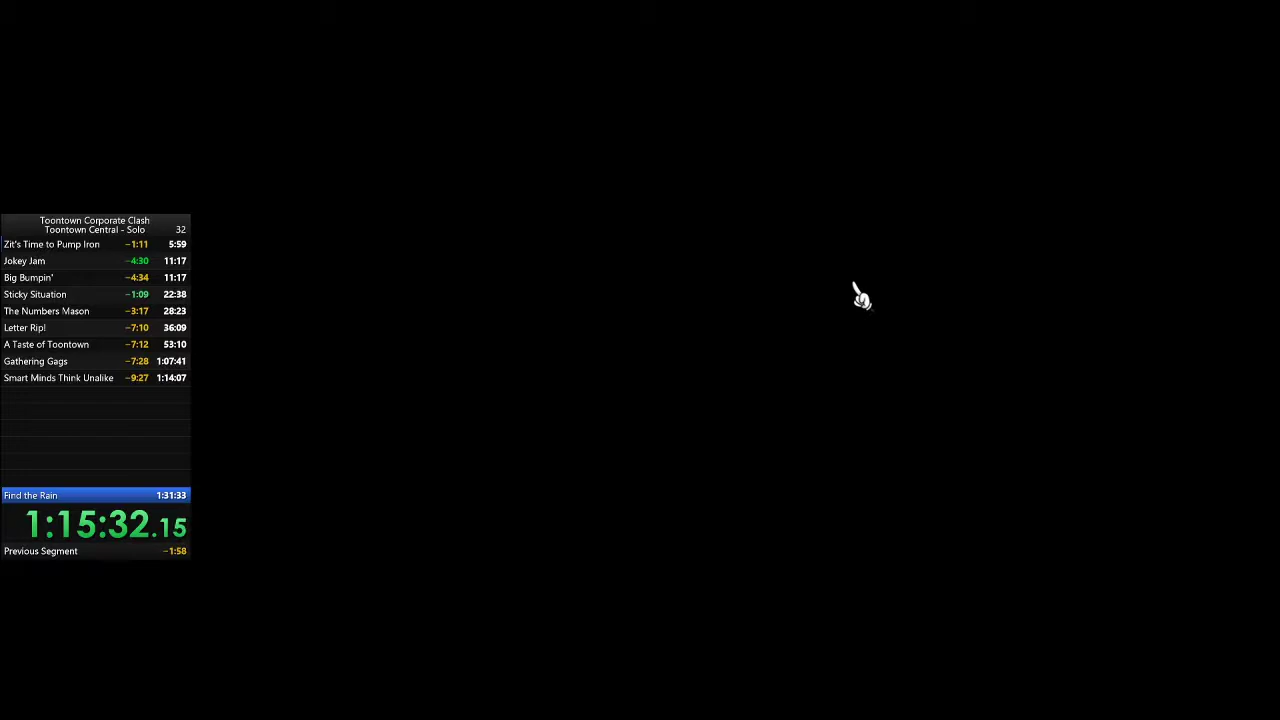 Toontown Corporate Clash
Toontown Central - Solo 32
Zit's Time to Pump Iron −1:11 5:59
Jokey Jam −4:30 11:17
Big Bumpin' −4:34 11:17
Sticky Situation −1:09 22:38
The Numbers Mason −3:17 28:23
Letter Rip! −7:10 36:09
A Taste of Toontown −7:12 53:10
Gathering Gags −7:28 1:07:41
Smart Minds Think Unalike −9:27 1:14:07
Find the Rain 1:31:33
1:15:32.15
Previous Segment −1:58